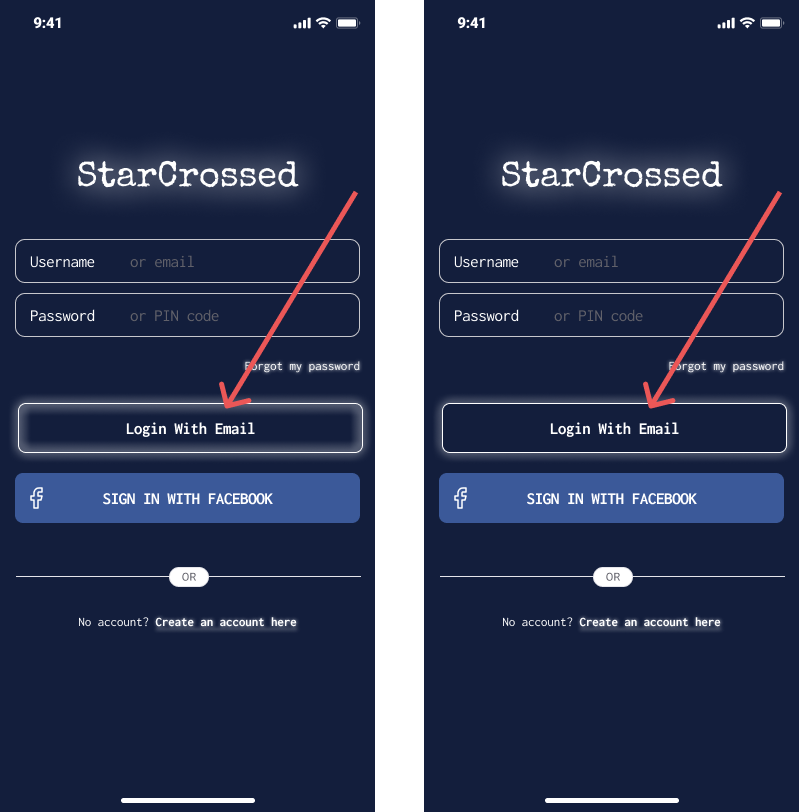 9:41
StarCrossed
Username or email
Password or PIN code
Forgot my password
Login With Email
SIGN IN WITH FACEBOOK
OR
No account? Create an account here
9:41
StarCrossed
Username or email
Password or PIN code
Forgot my password
Login With Email
SIGN IN WITH FACEBOOK
OR
No account? Create an account here